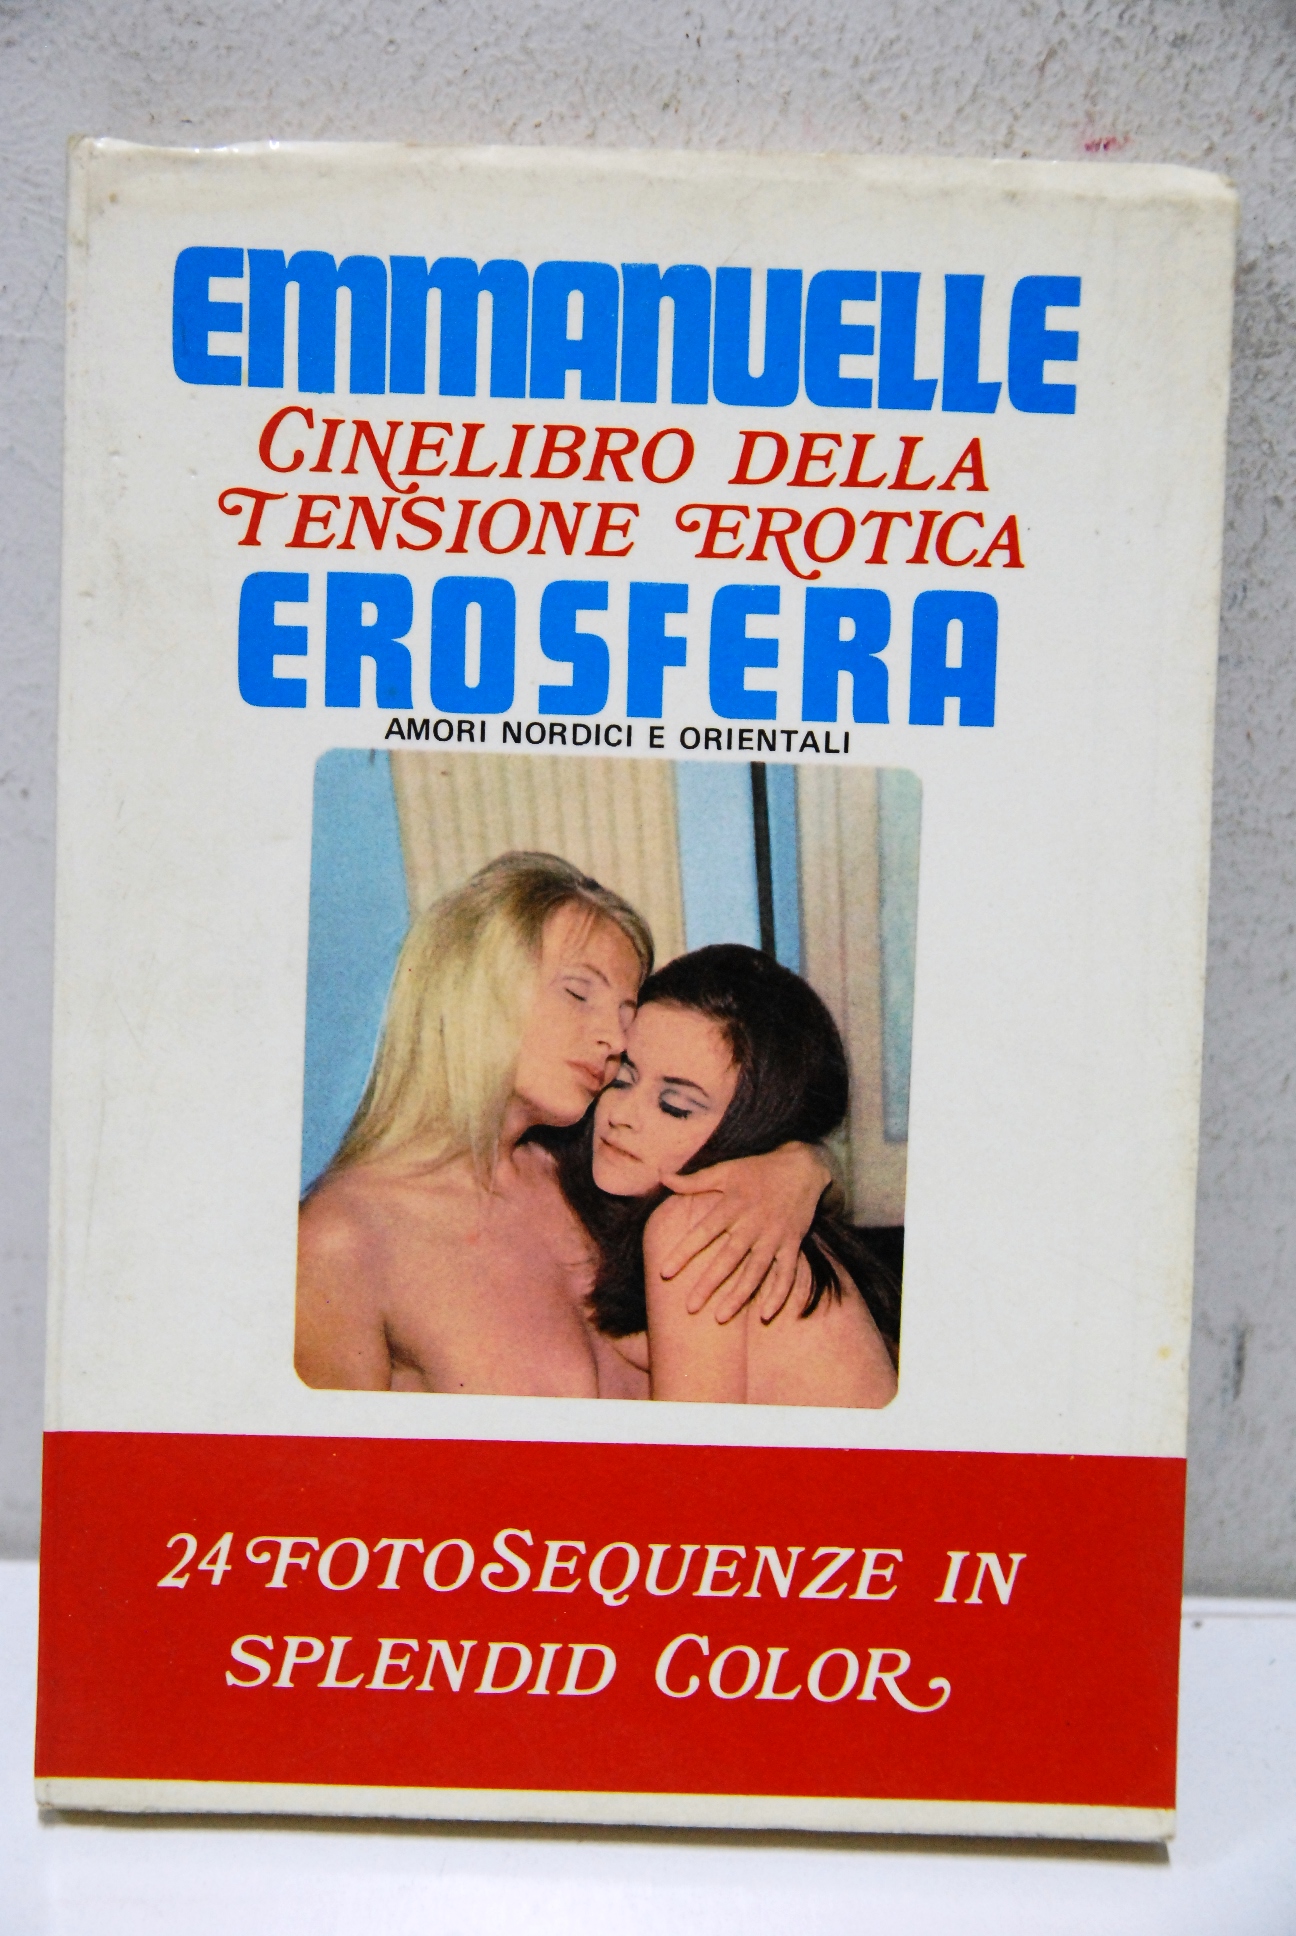 EMMANUELLE
CINELIBRO DELLA
TENSIONE EROTICA
EROSFERA
AMORI NORDICI E ORIENTALI
24 FOTOSEQUENZE IN
SPLENDID COLOR